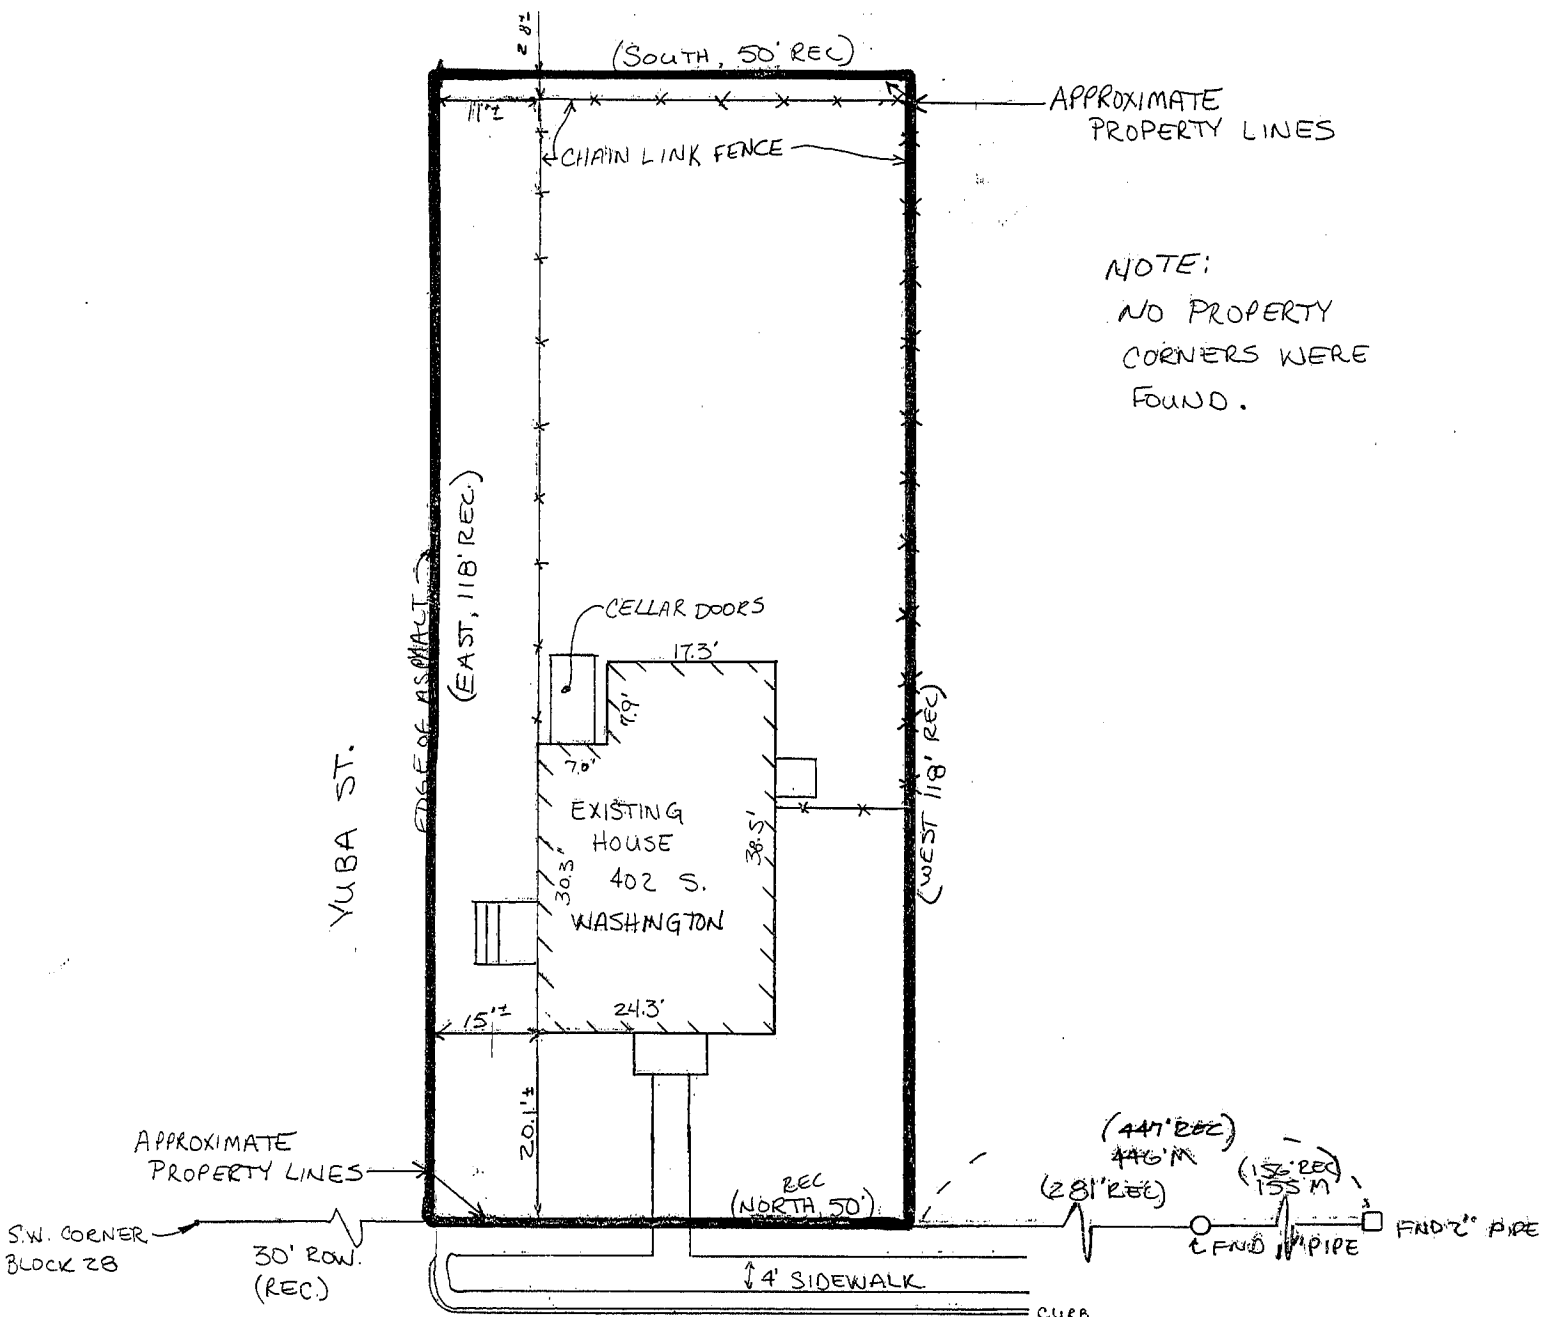 2.8'±
(SOUTH, 50' REC)
11'±
APPROXIMATE
PROPERTY LINES
CHAIN LINK FENCE
NOTE:
NO PROPERTY
CORNERS WERE
FOUND.
(EAST, 118' REC.)
EDGE OF ASPHALT
YUBA ST.
CELLAR DOORS
17.3'
7.9'
7.0'
EXISTING
HOUSE
402 S.
WASHINGTON
30.3'
38.5'
(WEST 118' REC)
24.3'
15'±
20.1'±
APPROXIMATE
PROPERTY LINES
REC
(NORTH, 50')
(447' REC)
446' M
(281' REC)
(156' REC)
155' M
S.W. CORNER
BLOCK 28
30' ROW.
(REC.)
FND PIPE
FND 2" PIPE
4' SIDEWALK
CURB